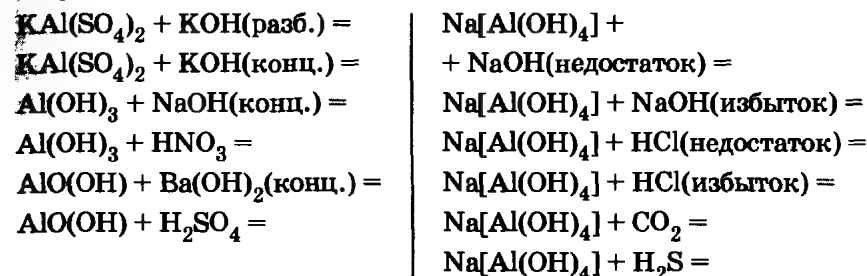 KAl(SO₄)₂ + KOH(разб.) =
KAl(SO₄)₂ + KOH(конц.) =
Al(OH)₃ + NaOH(конц.) =
Al(OH)₃ + HNO₃ =
AlO(OH) + Ba(OH)₂(конц.) =
AlO(OH) + H₂SO₄ =
Na[Al(OH)₄] +
+ NaOH(недостаток) =
Na[Al(OH)₄] + NaOH(избыток) =
Na[Al(OH)₄] + HCl(недостаток) =
Na[Al(OH)₄] + HCl(избыток) =
Na[Al(OH)₄] + CO₂ =
Na[Al(OH)₄] + H₂S =